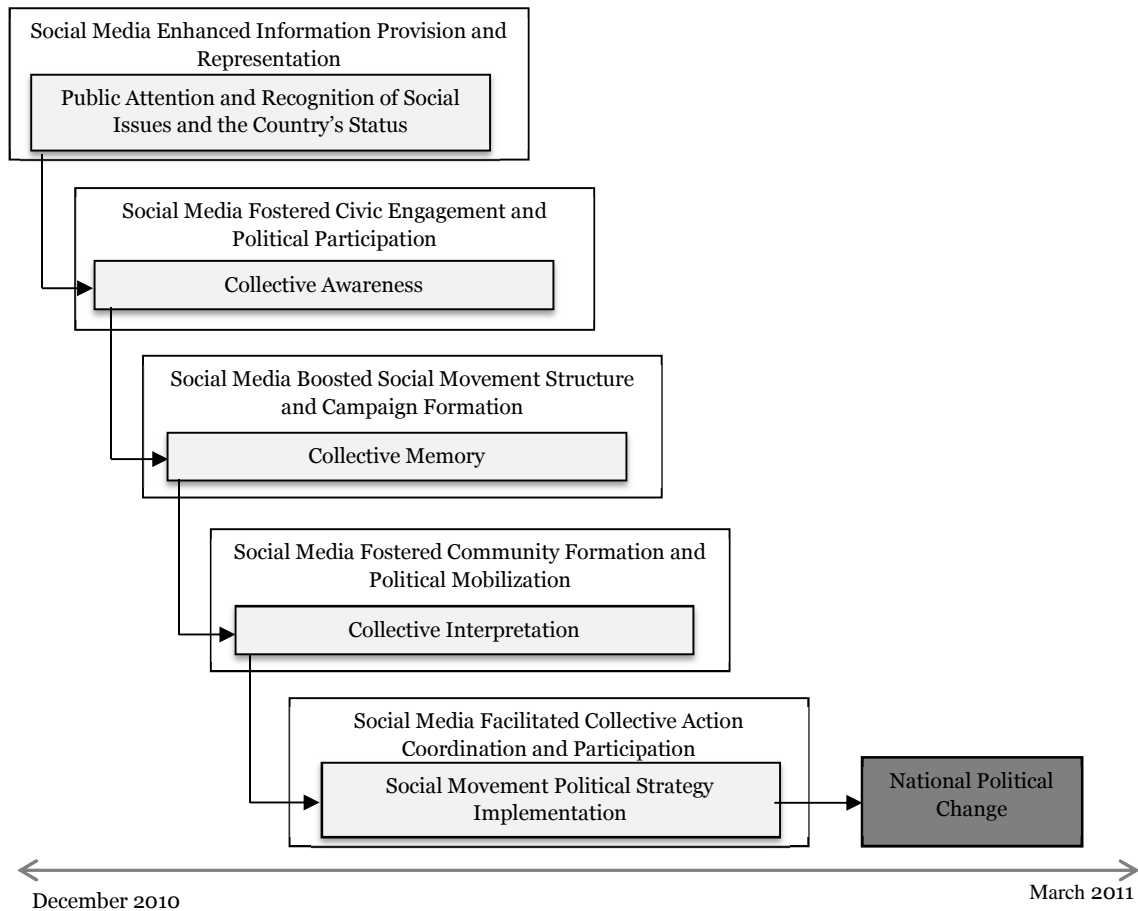 Social Media Enhanced Information Provision and
Representation
Public Attention and Recognition of Social
Issues and the Country’s Status
Social Media Fostered Civic Engagement and
Political Participation
Collective Awareness
Social Media Boosted Social Movement Structure
and Campaign Formation
Collective Memory
Social Media Fostered Community Formation and
Political Mobilization
Collective Interpretation
Social Media Facilitated Collective Action
Coordination and Participation
Social Movement Political Strategy
Implementation
National Political
Change
December 2010
March 2011